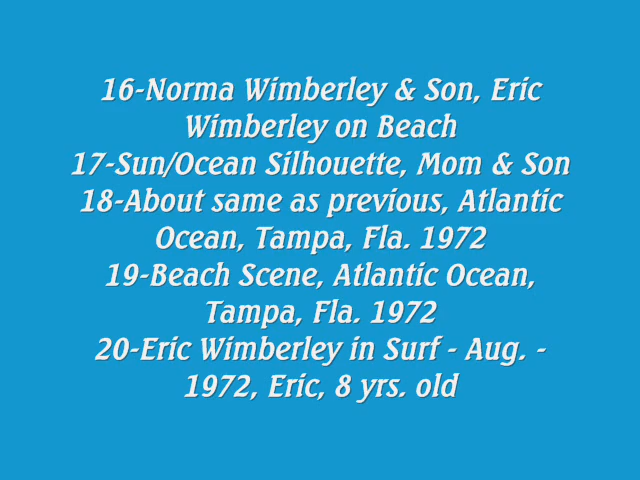 16-Norma Wimberley & Son, Eric
Wimberley on Beach
17-Sun/Ocean Silhouette, Mom & Son
18-About same as previous, Atlantic
Ocean, Tampa, Fla. 1972
19-Beach Scene, Atlantic Ocean,
Tampa, Fla. 1972
20-Eric Wimberley in Surf - Aug. -
1972, Eric, 8 yrs. old